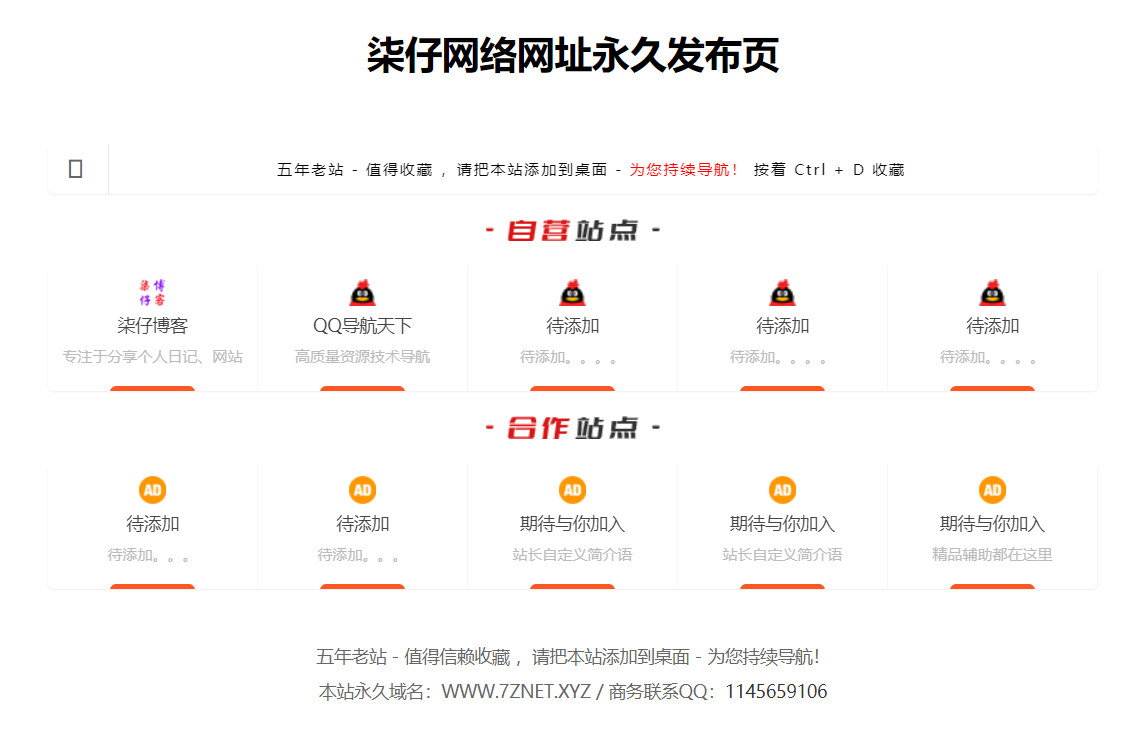 柒仔网络网址永久发布页
五年老站 - 值得收藏 ，请把本站添加到桌面 - 为您持续导航！ 按着 Ctrl + D 收藏
- 自营站点 -
柒仔 博客
柒仔博客
专注于分享个人日记、网站
QQ导航天下
高质量资源技术导航
待添加
待添加。。。。
待添加
待添加。。。。
待添加
待添加。。。。
- 合作站点 -
AD
待添加
待添加。。。
AD
待添加
待添加。。。
AD
期待与你加入
站长自定义简介语
AD
期待与你加入
站长自定义简介语
AD
期待与你加入
精品辅助都在这里
五年老站 - 值得信赖收藏 ，请把本站添加到桌面 - 为您持续导航！
本站永久域名：WWW.7ZNET.XYZ / 商务联系QQ：1145659106